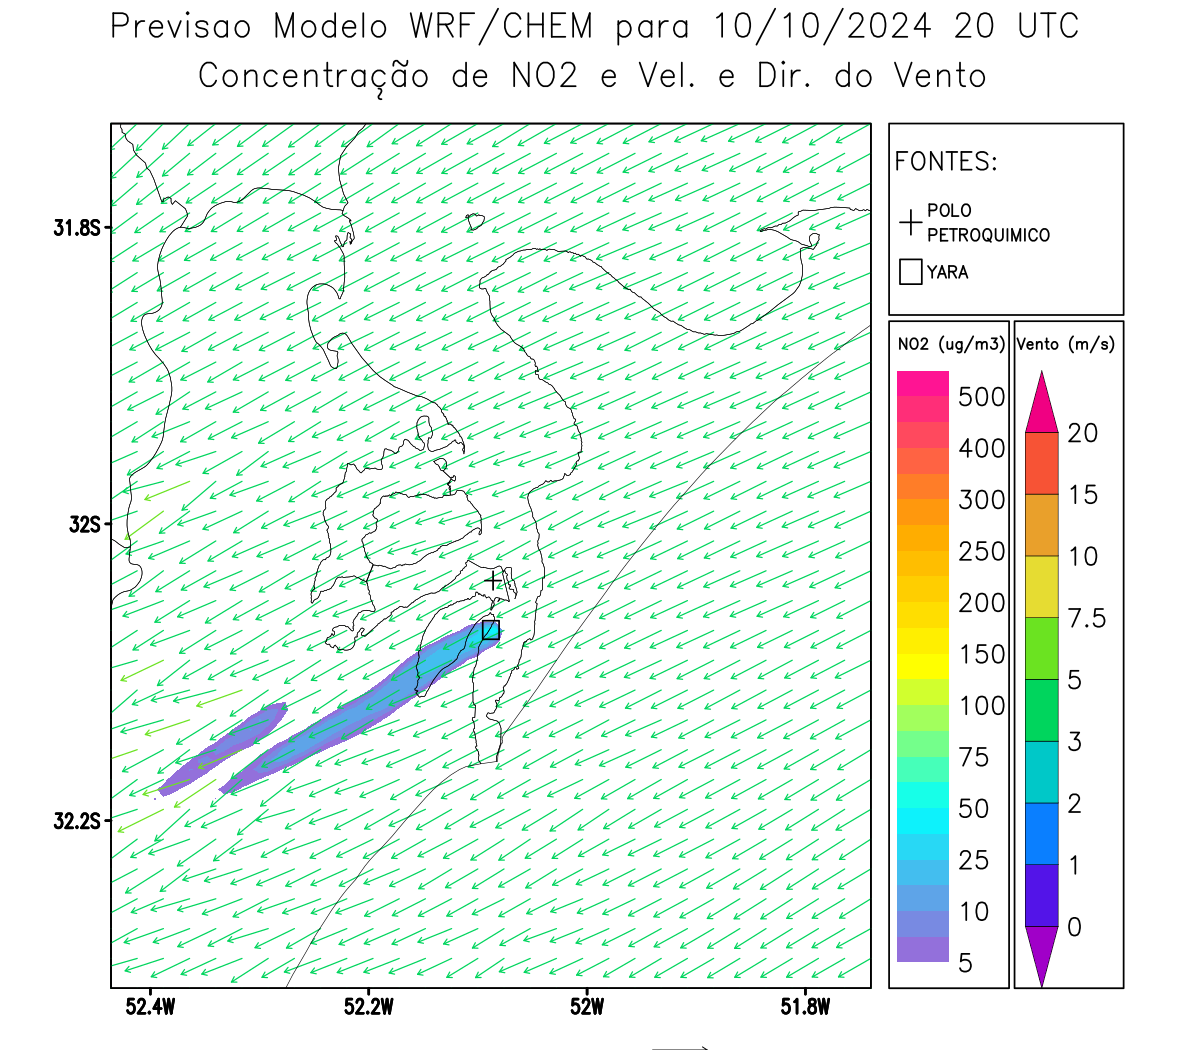 Previsao Modelo WRF/CHEM para 10/10/2024 20 UTC
Concentração de NO2 e Vel. e Dir. do Vento
FONTES:
POLO
PETROQUIMICO
YARA
NO2 (ug/m3)
500
400
300
250
200
150
100
75
50
25
10
5
Vento (m/s)
20
15
10
7.5
5
3
2
1
0
31.8S
32S
32.2S
52.4W
52.2W
52W
51.8W